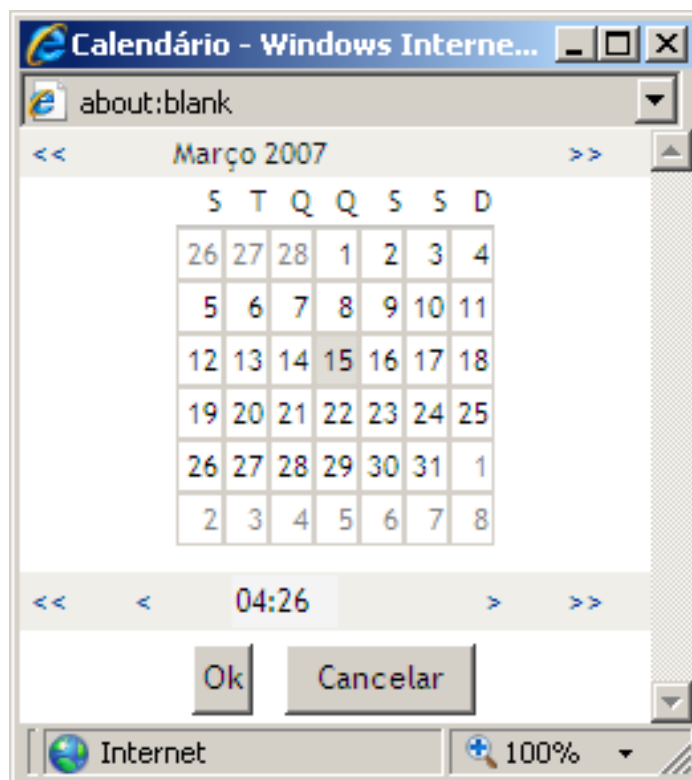 Calendário - Windows Interne...
about:blank
<< Março 2007 >>
S T Q Q S S D
26 27 28 1 2 3 4
5 6 7 8 9 10 11
12 13 14 15 16 17 18
19 20 21 22 23 24 25
26 27 28 29 30 31 1
2 3 4 5 6 7 8
<< < 04:26 > >>
Ok Cancelar
Internet 100%